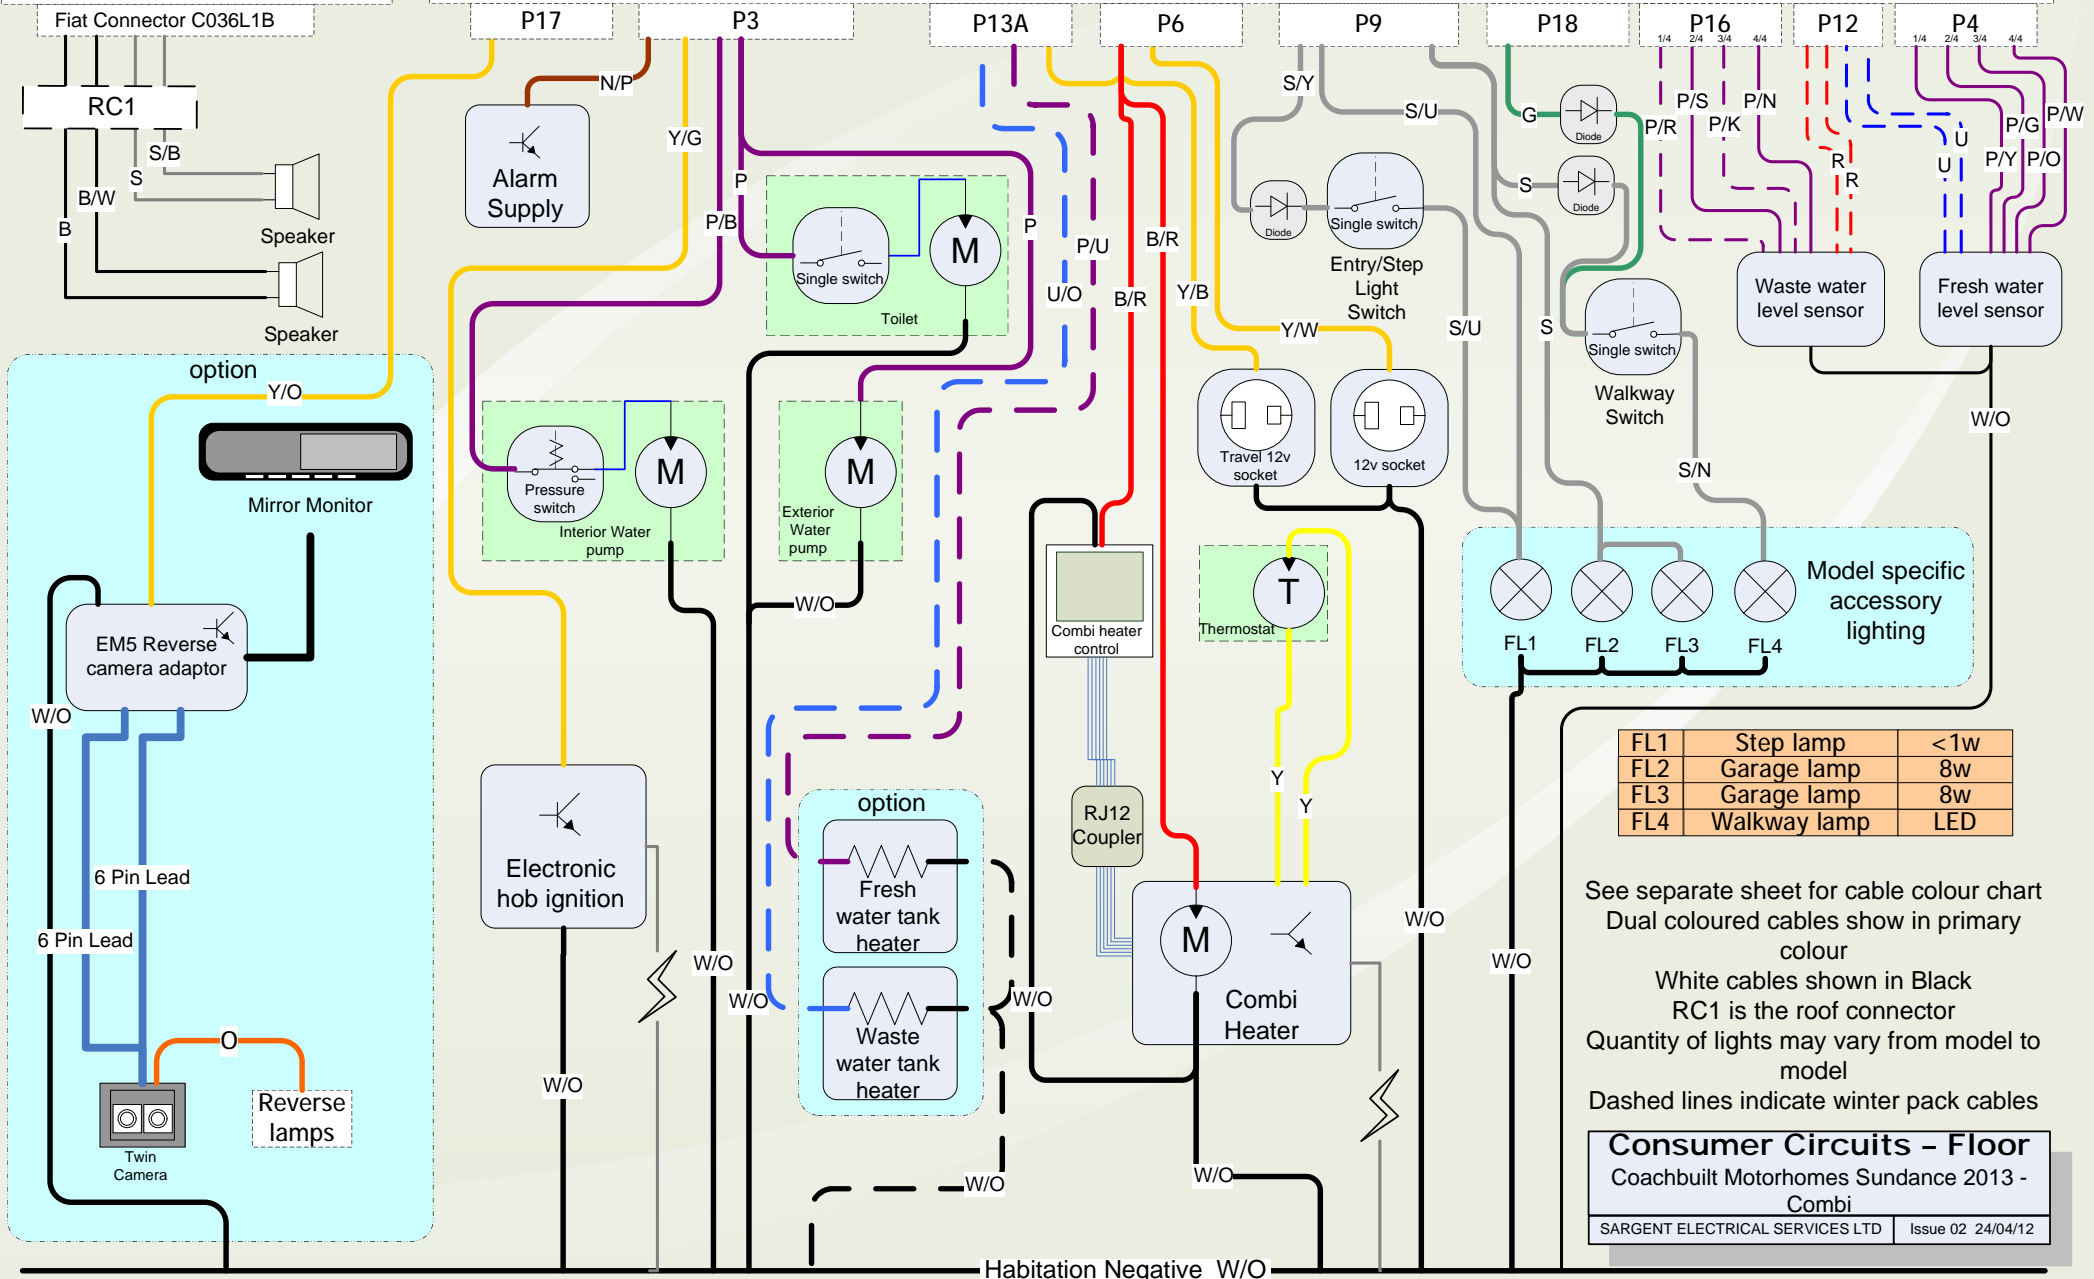 Fiat Connector C036L1B
P17
P3
P13A
P6
P9
P18
P16
1/4 2/4 3/4 4/4
P12
P4
1/4 2/4 3/4 4/4
RC1
S/B
S
B/W
B
Speaker
Speaker
N/P
Alarm
Supply
Y/G
P
P/B
Single switch
M
Toilet
P
U/O
P/U
B/R
B/R
Y/B
Y/W
S/Y
S/U
Diode
Single switch
Entry/Step
Light
Switch
S/U
G
Diode
S
Diode
S
Single switch
Walkway
Switch
S/N
P/R
P/S
P/K
P/N
R
R
U
U
P/Y
P/G
P/O
P/W
Waste water
level sensor
Fresh water
level sensor
W/O
option
Y/O
Mirror Monitor
EM5 Reverse
camera adaptor
W/O
6 Pin Lead
6 Pin Lead
O
Reverse
lamps
Twin
Camera
Pressure
switch
M
Interior Water
pump
M
Exterior
Water
pump
W/O
Travel 12v
socket
12v socket
Combi heater
control
T
Thermostat
FL1
FL2
FL3
FL4
Model specific
accessory
lighting
FL1 Step lamp <1w
FL2 Garage lamp 8w
FL3 Garage lamp 8w
FL4 Walkway lamp LED
Electronic
hob ignition
W/O
W/O
W/O
option
Fresh
water tank
heater
Waste
water tank
heater
W/O
W/O
RJ12
Coupler
Y
Y
M
Combi
Heater
W/O
W/O
W/O
See separate sheet for cable colour chart
Dual coloured cables show in primary
colour
White cables shown in Black
RC1 is the roof connector
Quantity of lights may vary from model to
model
Dashed lines indicate winter pack cables
Consumer Circuits – Floor
Coachbuilt Motorhomes Sundance 2013 -
Combi
SARGENT ELECTRICAL SERVICES LTD
Issue 02 24/04/12
Habitation Negative W/O